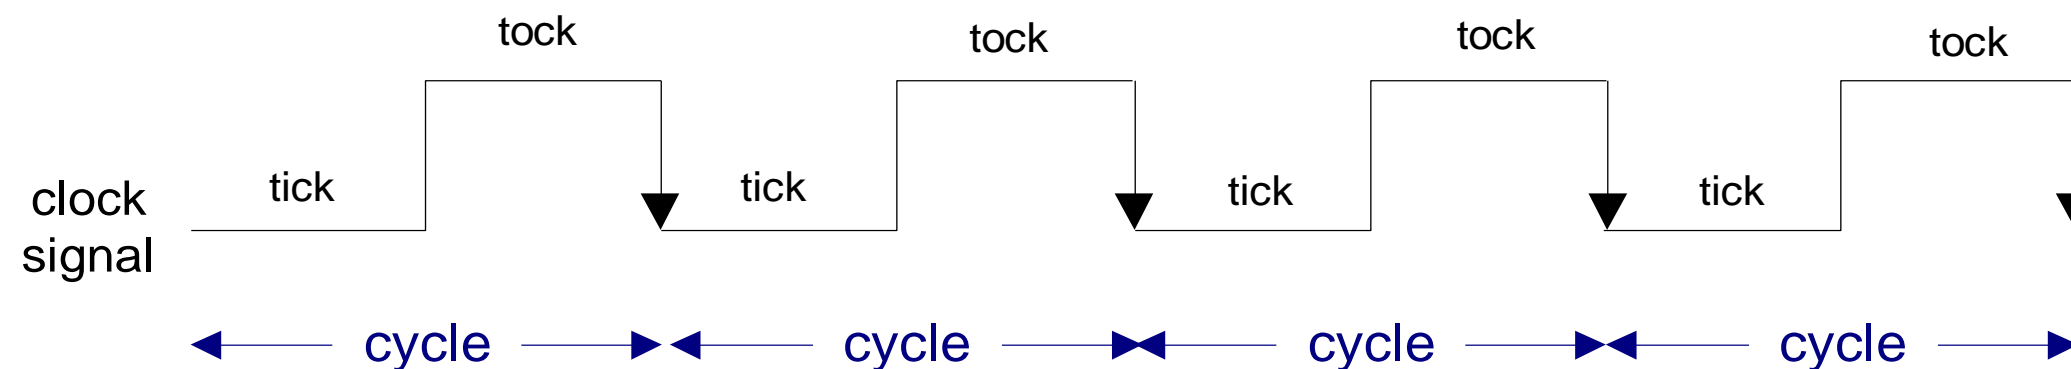 tock tock tock tock
tick tick tick tick
clock
signal
cycle cycle cycle cycle